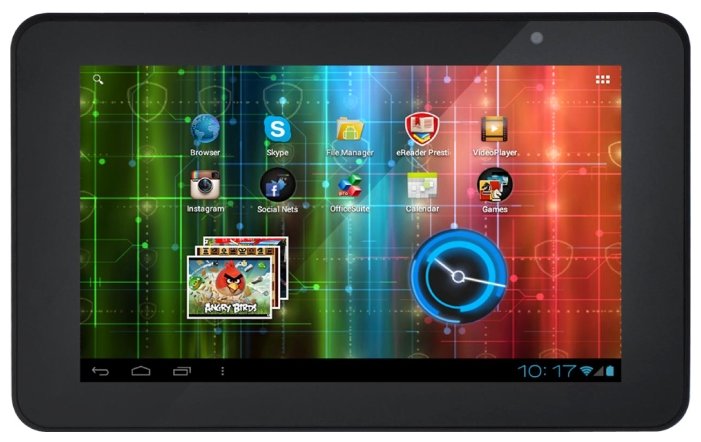 Browser
Skype
File Manager
eReader Presti
VideoPlayer
Instagram
Social Nets
OfficeSuite
Calendar
Games
ANGRY BIRDS
10:17